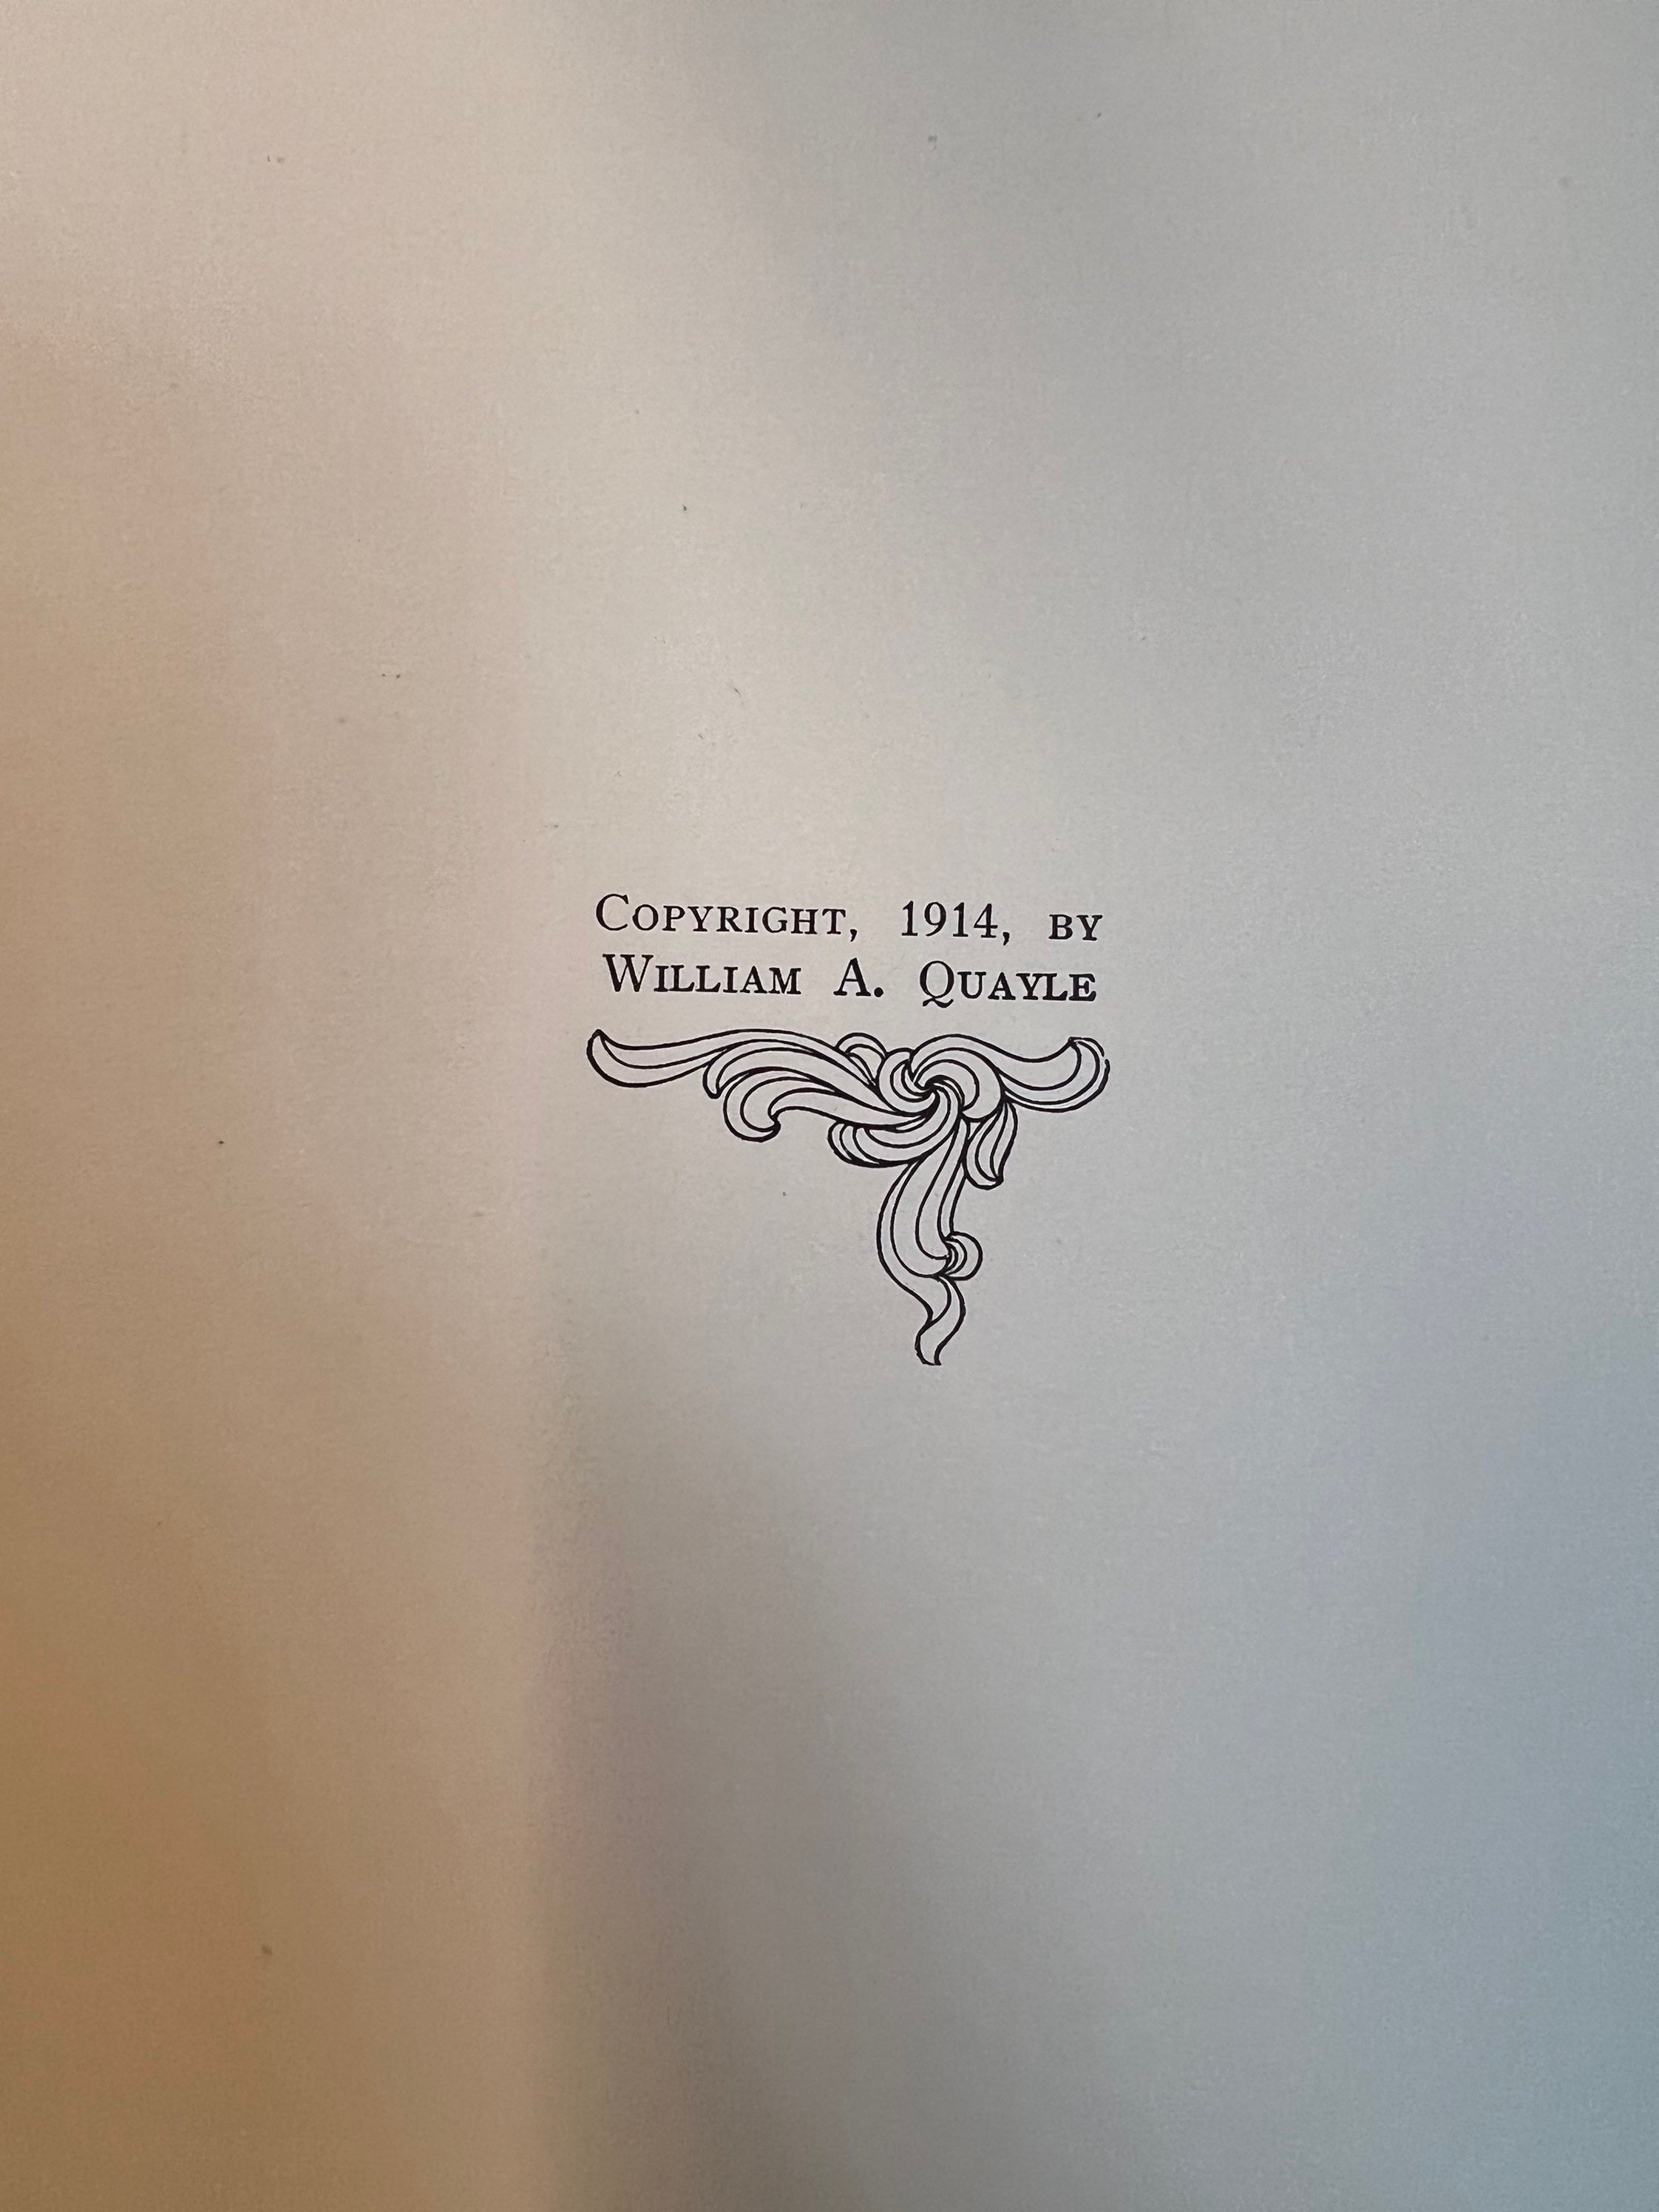 Copyright, 1914, by
William A. Quayle